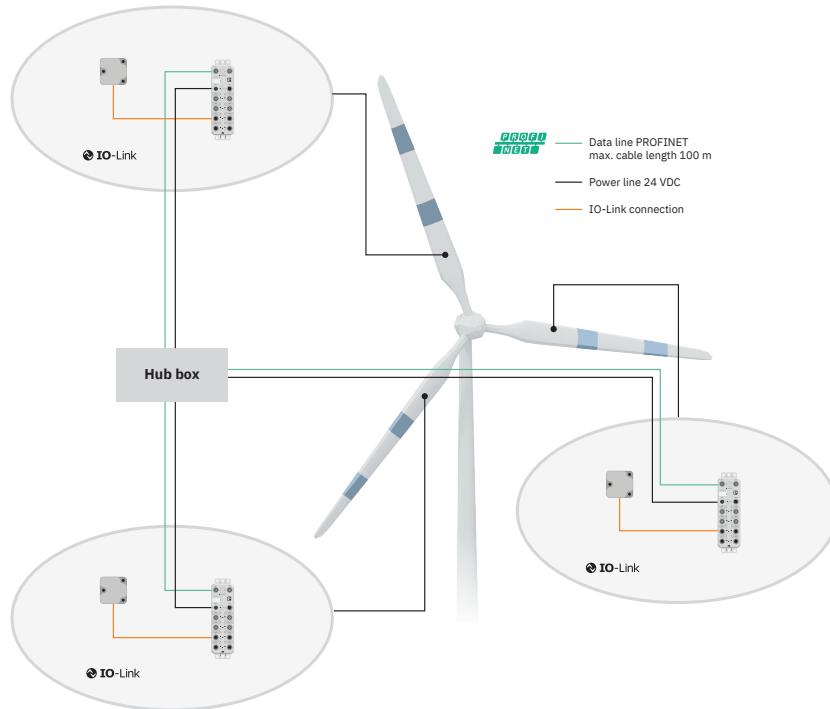 IO-Link
PROFI
NET
Data line PROFINET
max. cable length 100 m
Power line 24 VDC
IO-Link connection
Hub box
IO-Link
IO-Link